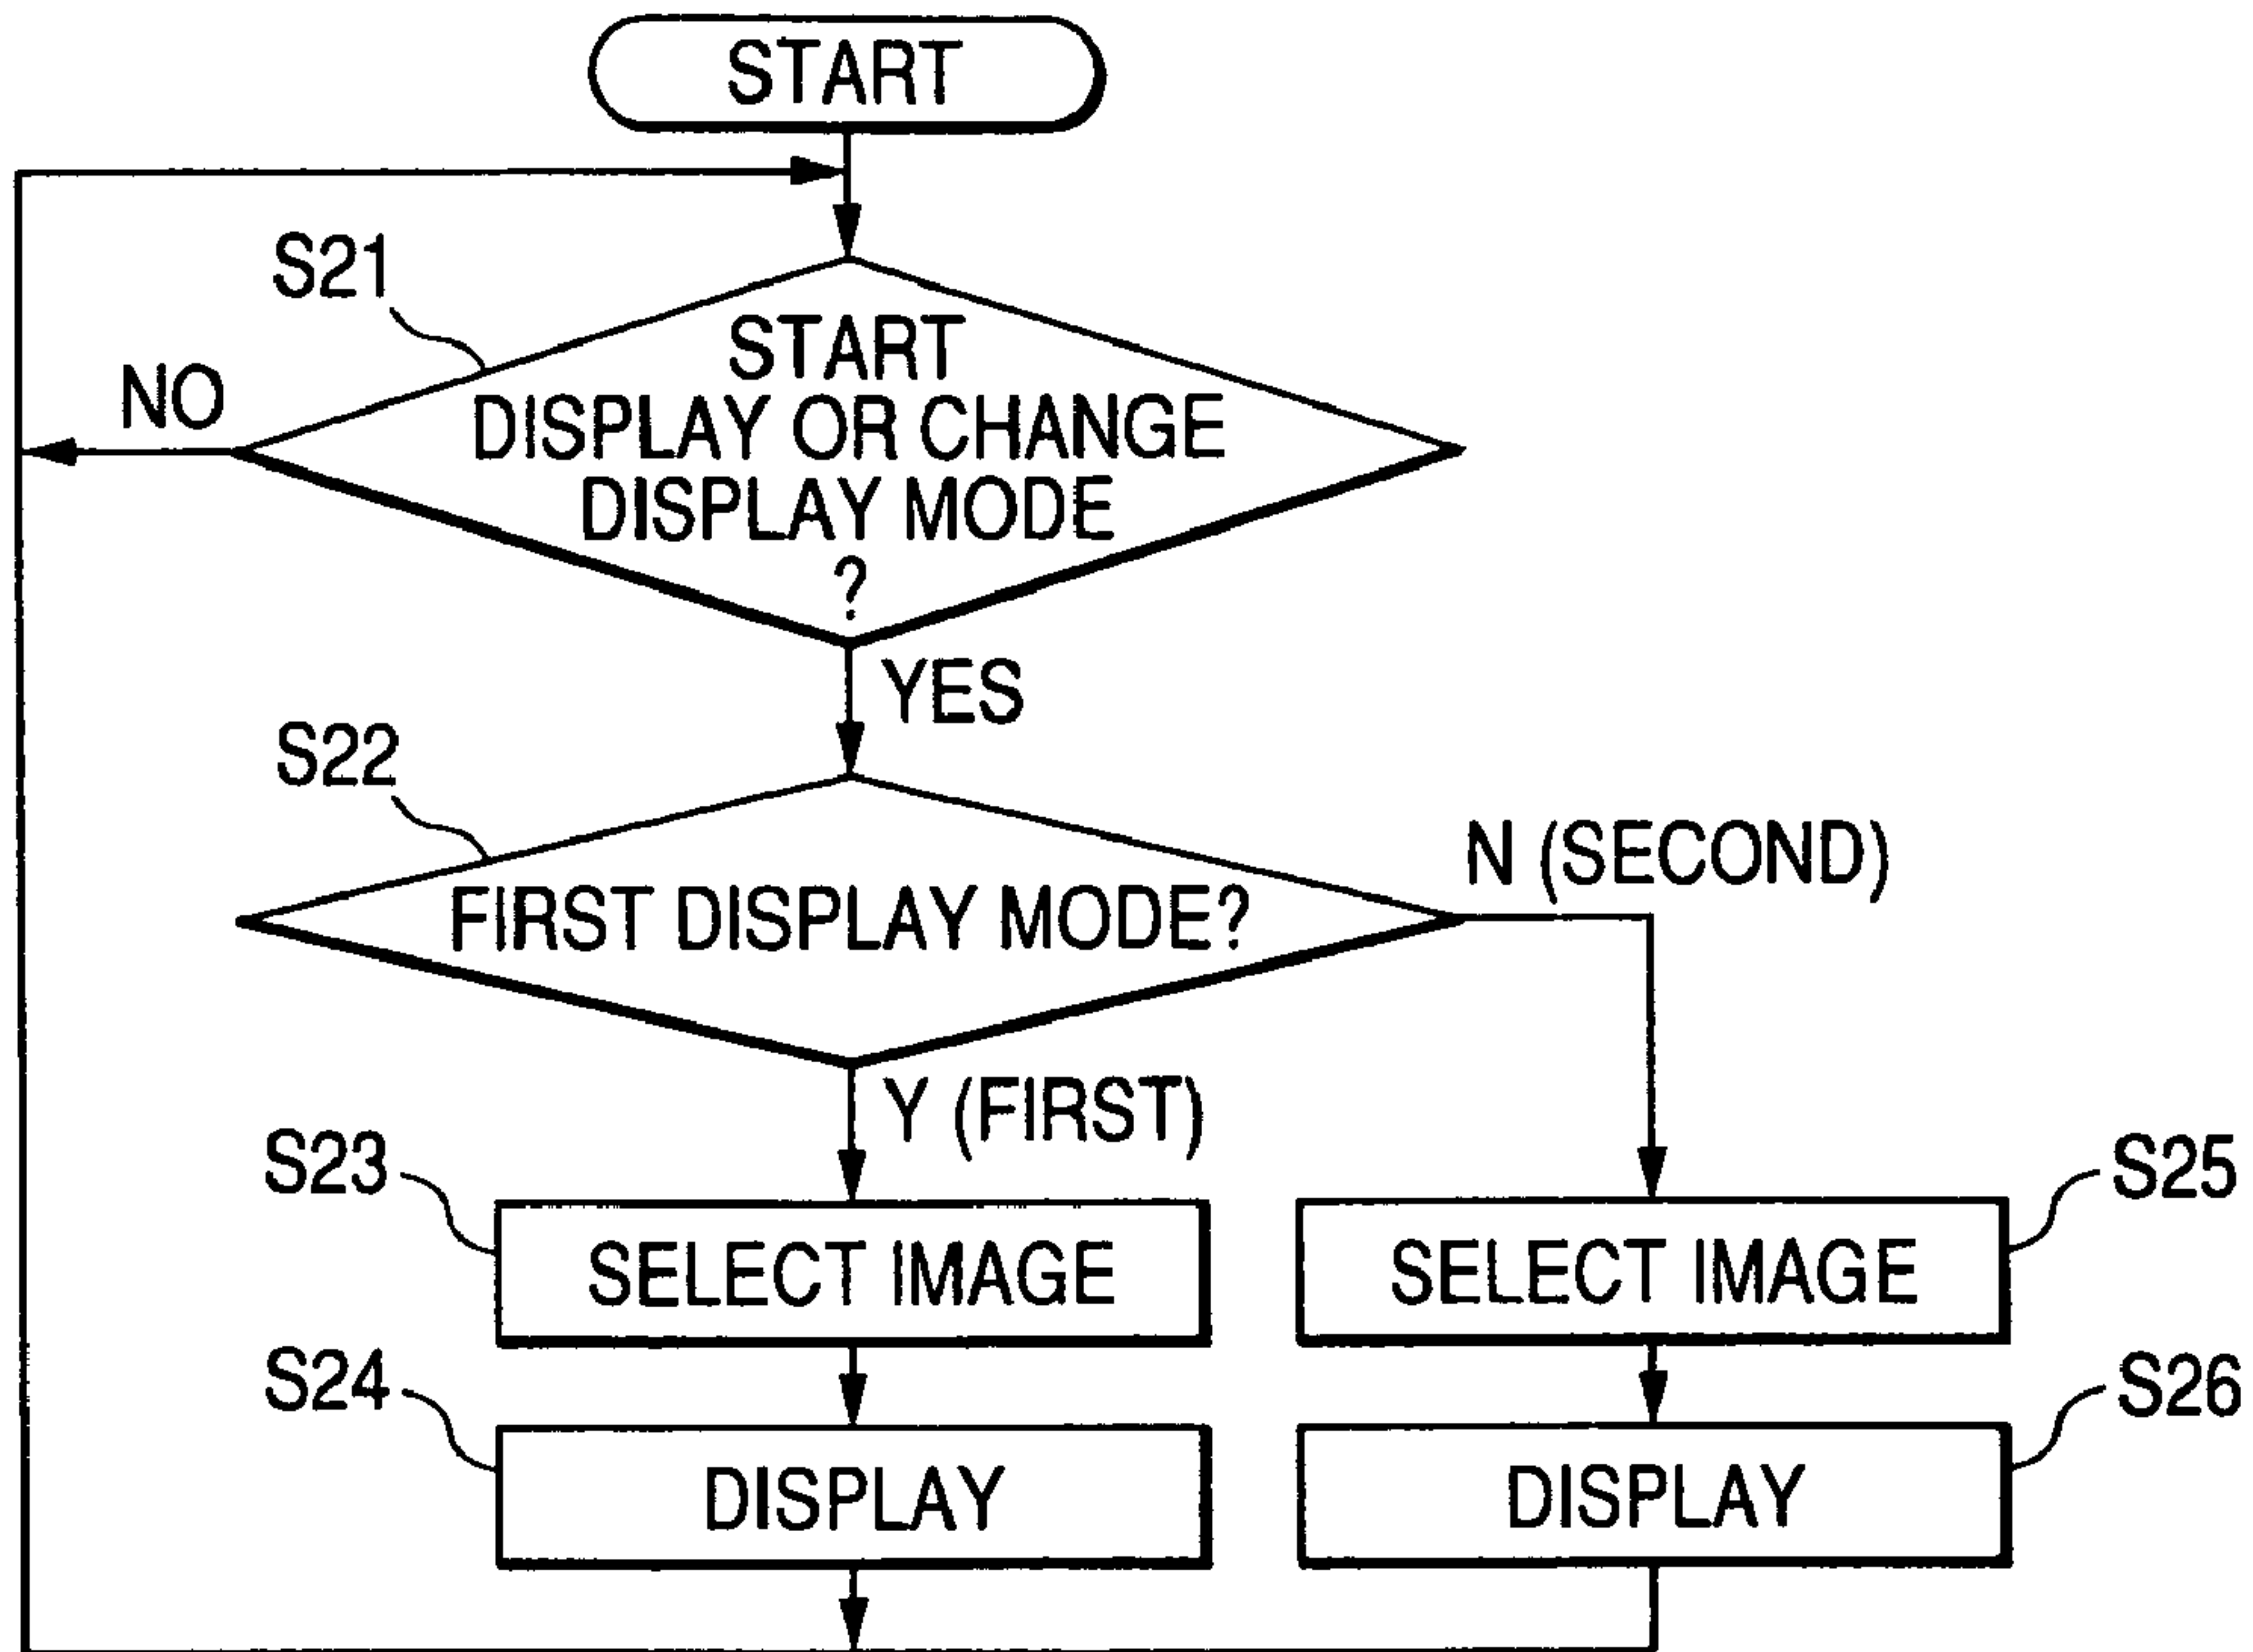 START
S21
NO
START
DISPLAY OR CHANGE
DISPLAY MODE
?
YES
S22
N (SECOND)
FIRST DISPLAY MODE?
Y (FIRST)
S23
SELECT IMAGE
SELECT IMAGE
S25
S24
DISPLAY
DISPLAY
S26